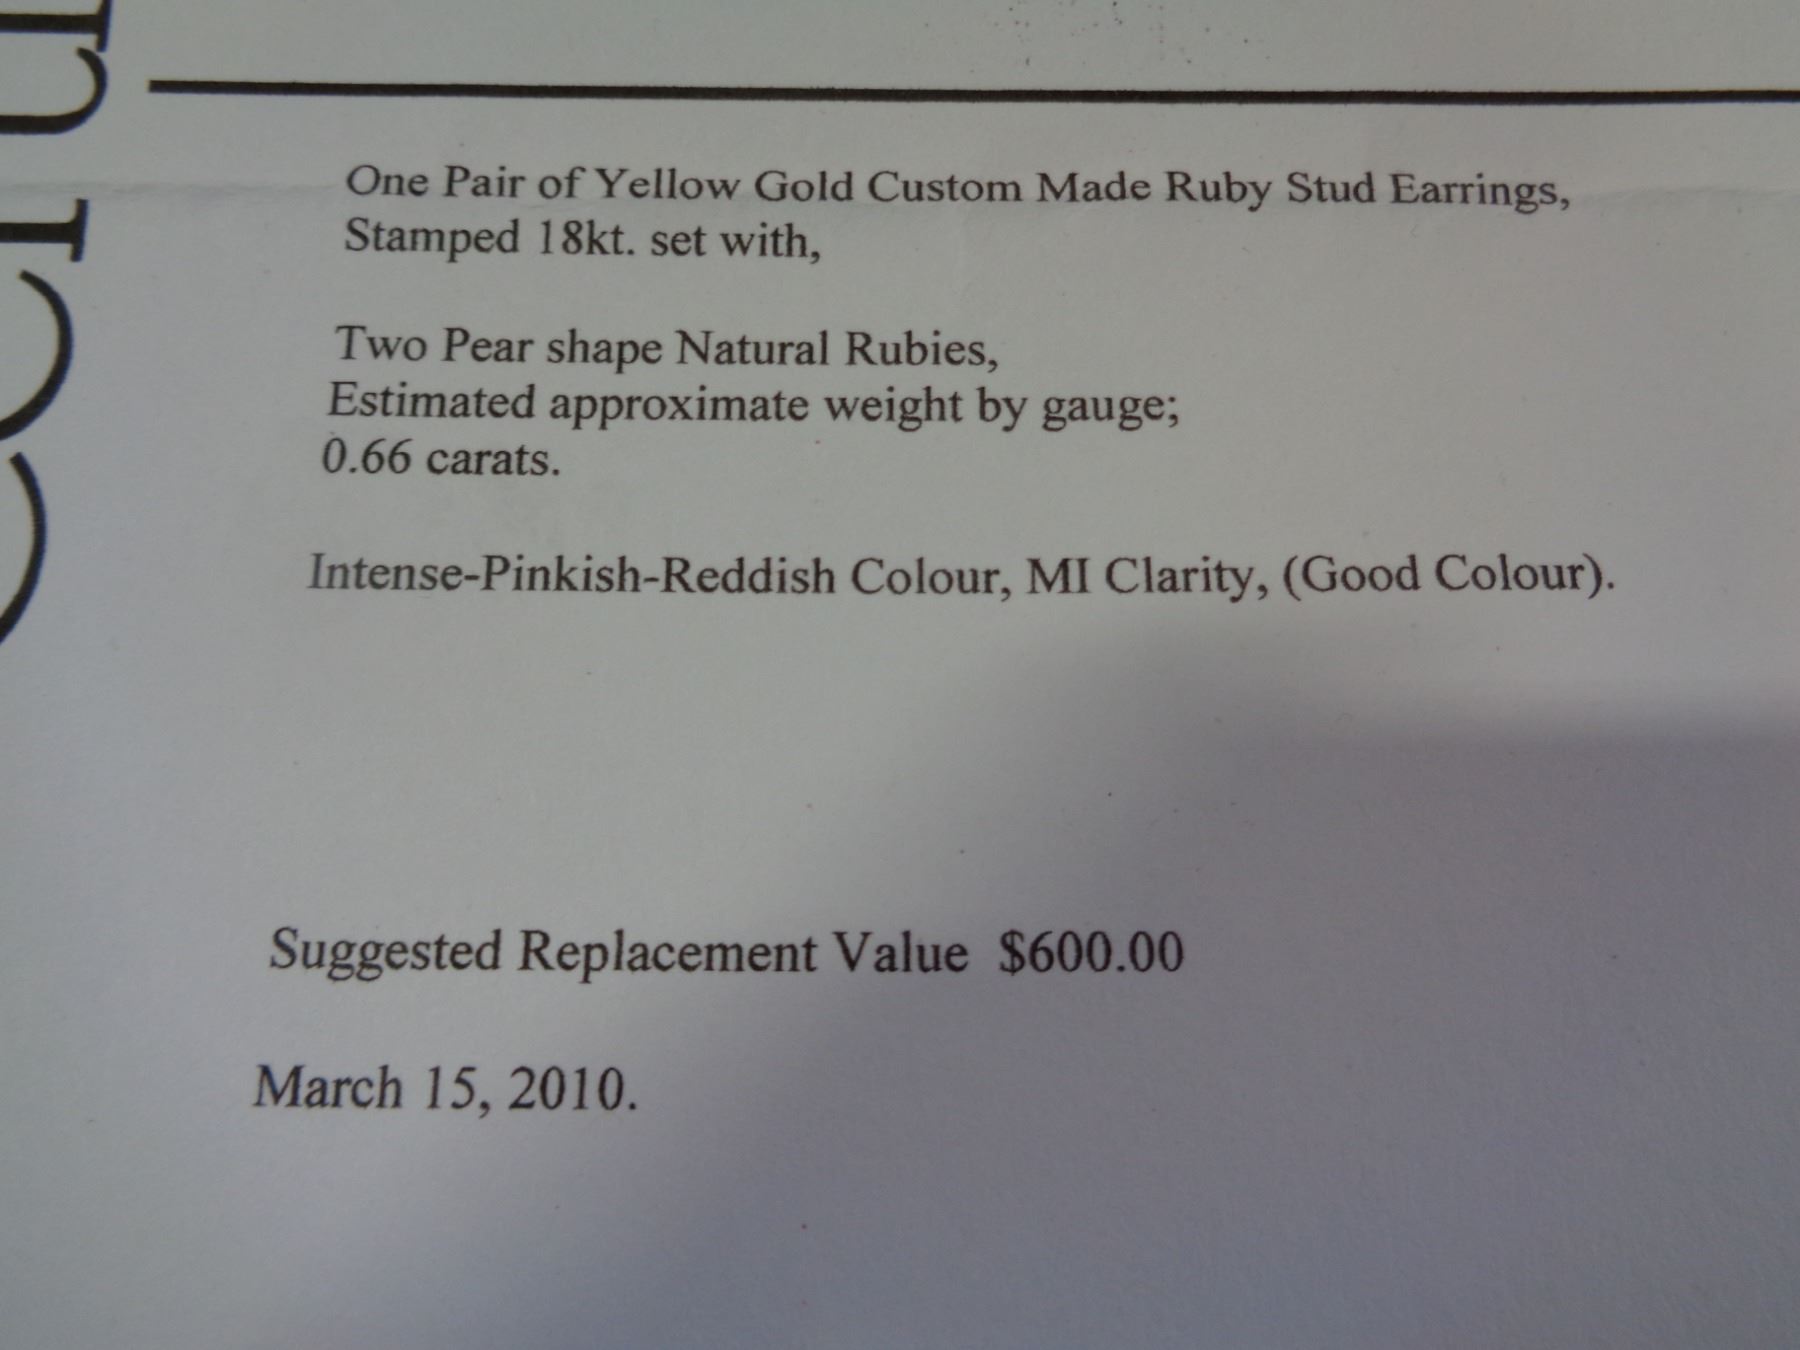 One Pair of Yellow Gold Custom Made Ruby Stud Earrings,
Stamped 18kt. set with,
Two Pear shape Natural Rubies,
Estimated approximate weight by gauge;
0.66 carats.
Intense-Pinkish-Reddish Colour, MI Clarity, (Good Colour).
Suggested Replacement Value $600.00
March 15, 2010.